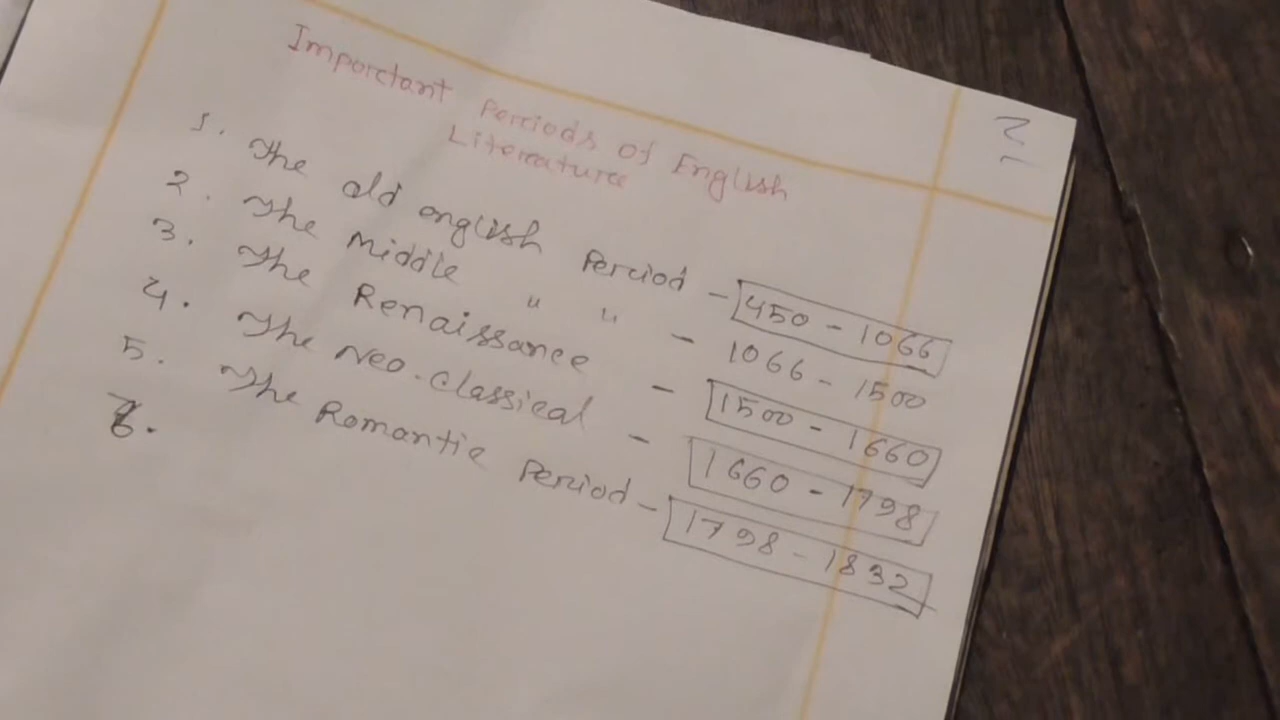 2
Important Periods of English
Literature
1. The old english Period - 450 - 1066
2. The Middle " " - 1066 - 1500
3. The Renaissance - 1500 - 1660
4. The Neo-classical - 1660 - 1798
5. The Romantic Period - 1798 - 1832
6.